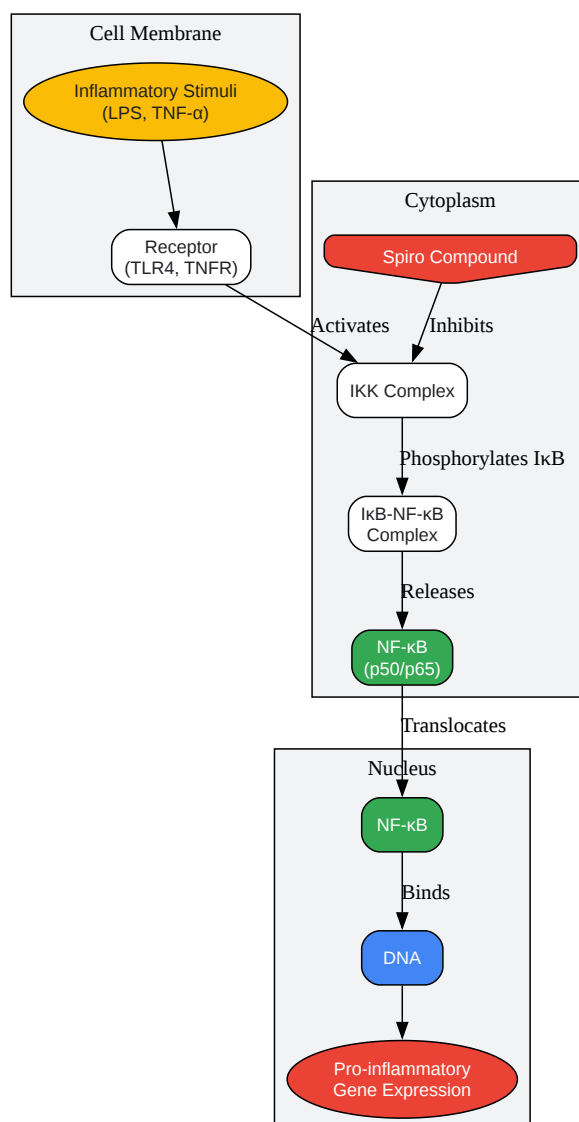 Cell Membrane
Inflammatory Stimuli
(LPS, TNF-α)
Receptor
(TLR4, TNFR)
Cytoplasm
Spiro Compound
Activates
Inhibits
IKK Complex
Phosphorylates IκB
IκB-NF-κB
Complex
Releases
NF-κB
(p50/p65)
Translocates
Nucleus
NF-κB
Binds
DNA
Pro-inflammatory
Gene Expression